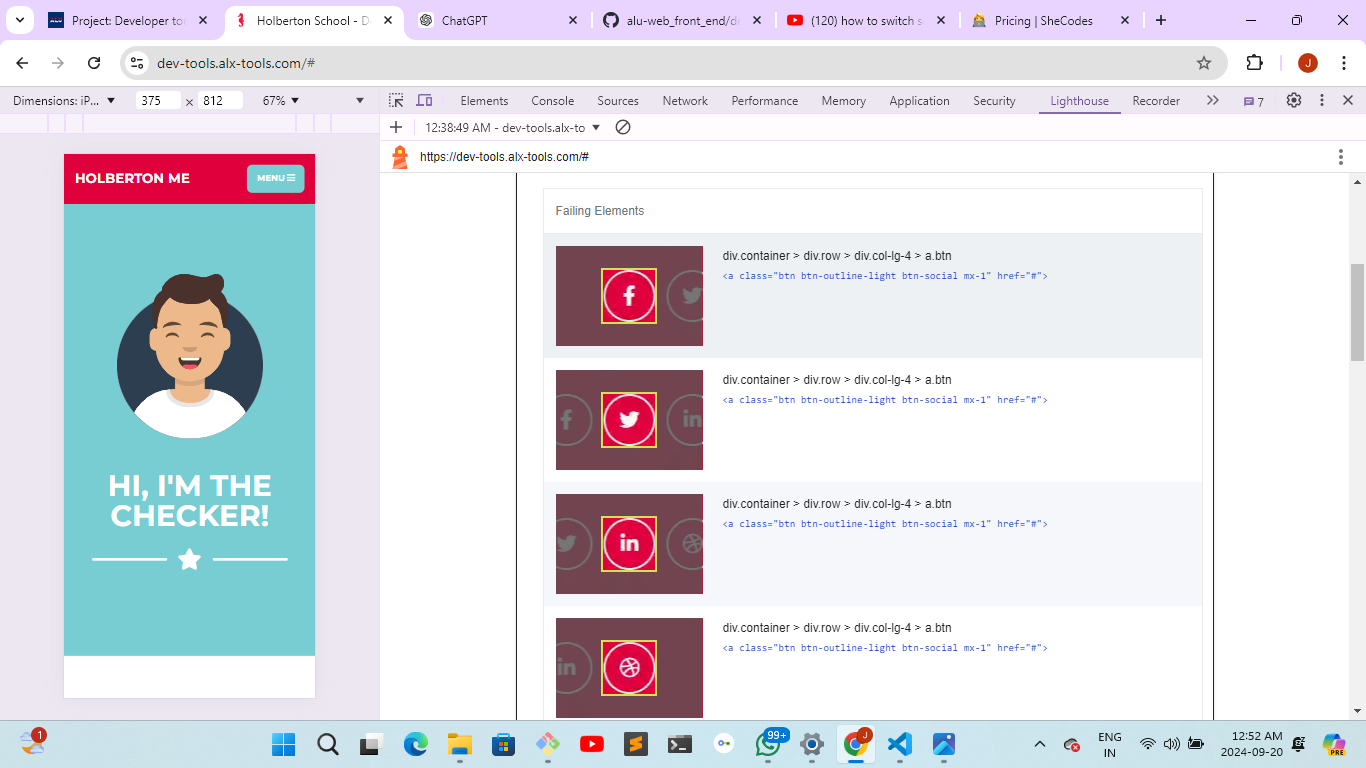 Project: Developer too
Holberton School - De
ChatGPT
alu-web_front_end/de
(120) how to switch se
Pricing | SheCodes
dev-tools.alx-tools.com/#
J
Dimensions: iP... 375 × 812 67%
Elements Console Sources Network Performance Memory Application Security Lighthouse Recorder 7
12:38:49 AM - dev-tools.alx-to
https://dev-tools.alx-tools.com/#
HOLBERTON ME
MENU
HI, I'M THE
CHECKER!
Failing Elements
div.container > div.row > div.col-lg-4 > a.btn
<a class="btn btn-outline-light btn-social mx-1" href="#">
div.container > div.row > div.col-lg-4 > a.btn
<a class="btn btn-outline-light btn-social mx-1" href="#">
div.container > div.row > div.col-lg-4 > a.btn
<a class="btn btn-outline-light btn-social mx-1" href="#">
div.container > div.row > div.col-lg-4 > a.btn
<a class="btn btn-outline-light btn-social mx-1" href="#">
1
99+
J
ENG
IN
12:52 AM
2024-09-20
PRE